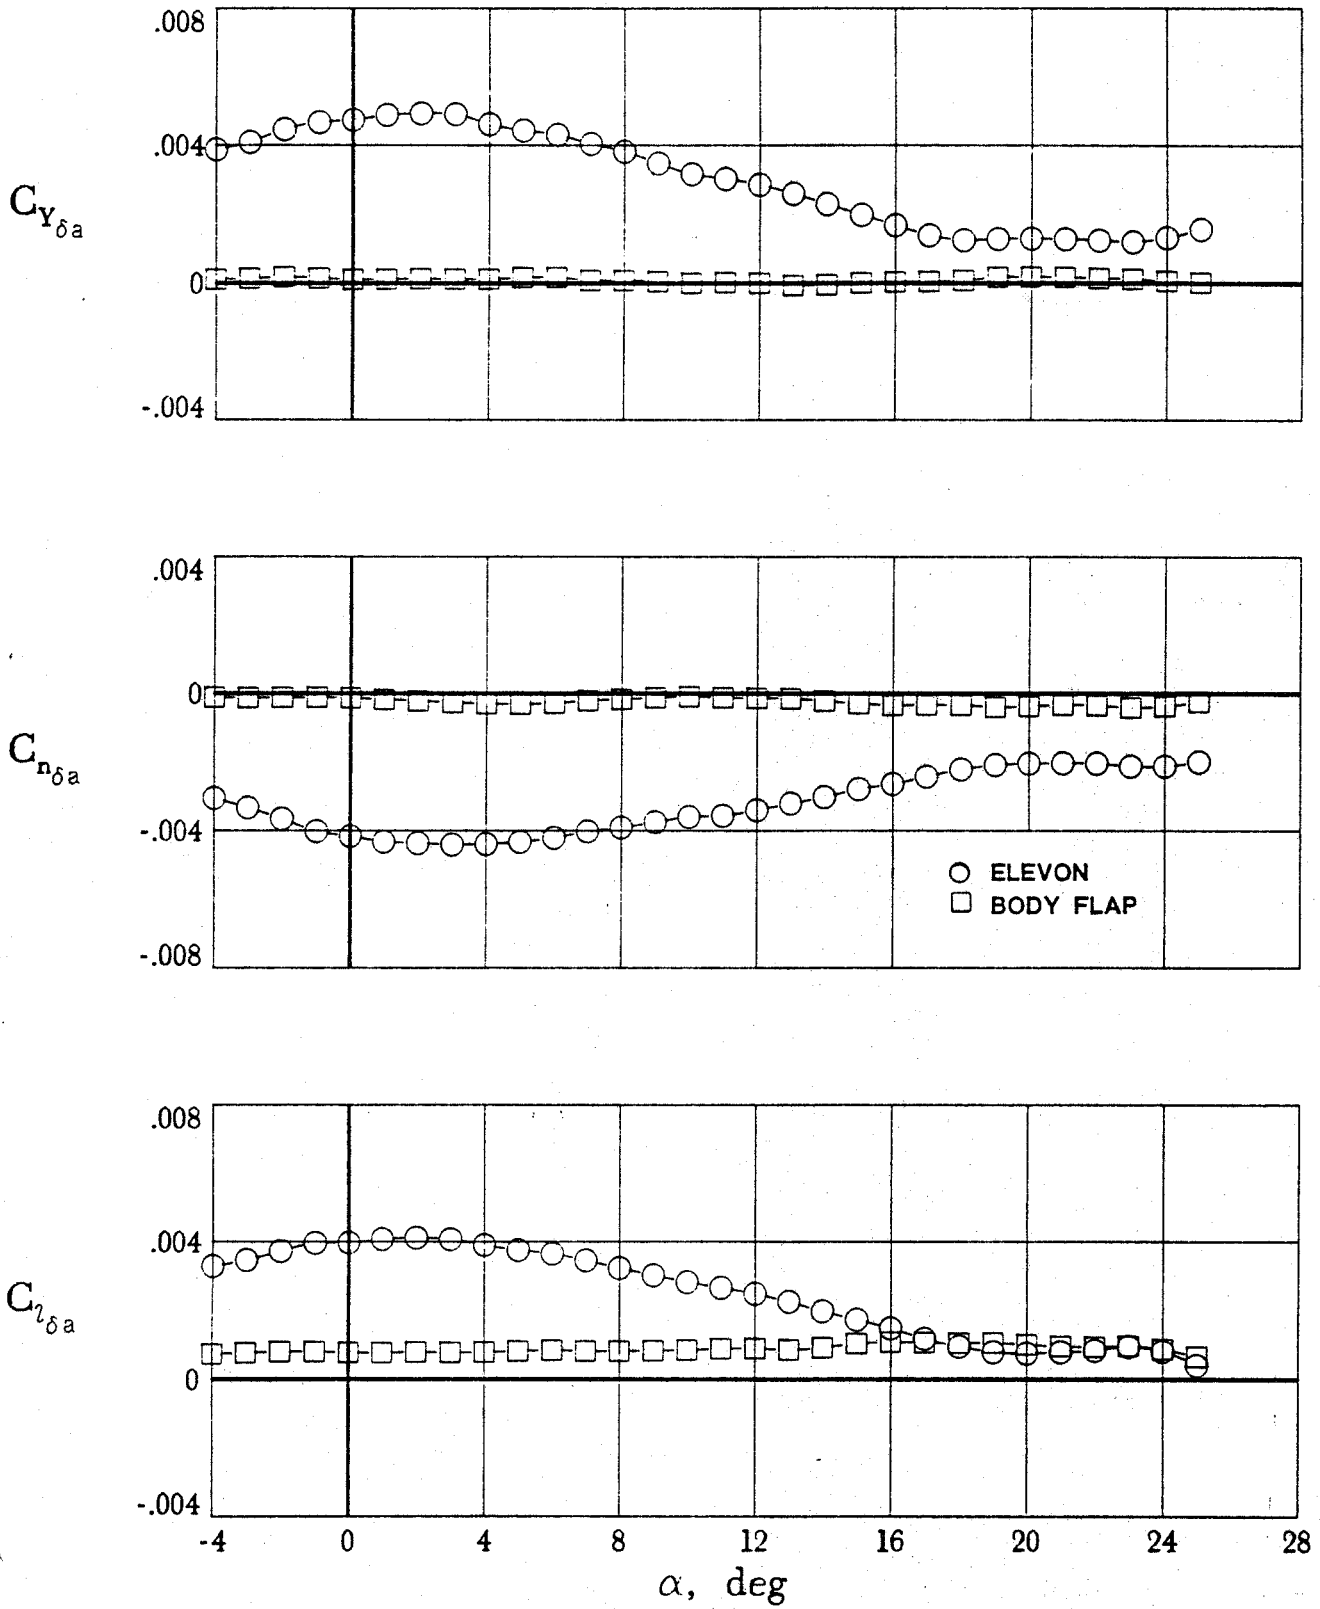 .008
.004
C_{Y_{δa}}
0
-.004
.004
0
C_{n_{δa}}
-.004
○ ELEVON
□ BODY FLAP
-.008
.008
.004
C_{l_{δa}}
0
-.004
-4 0 4 8 12 16 20 24 28
α, deg